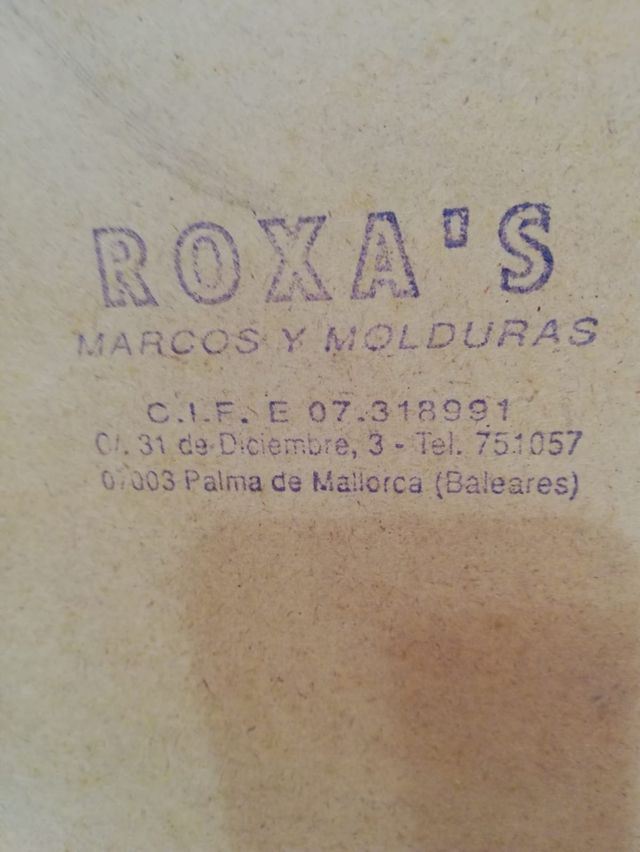 ROXA'S
MARCOS Y MOLDURAS
C.I.F. E 07.318991
C/. 31 de Diciembre, 3 - Tel. 751057
07003 Palma de Mallorca (Baleares)